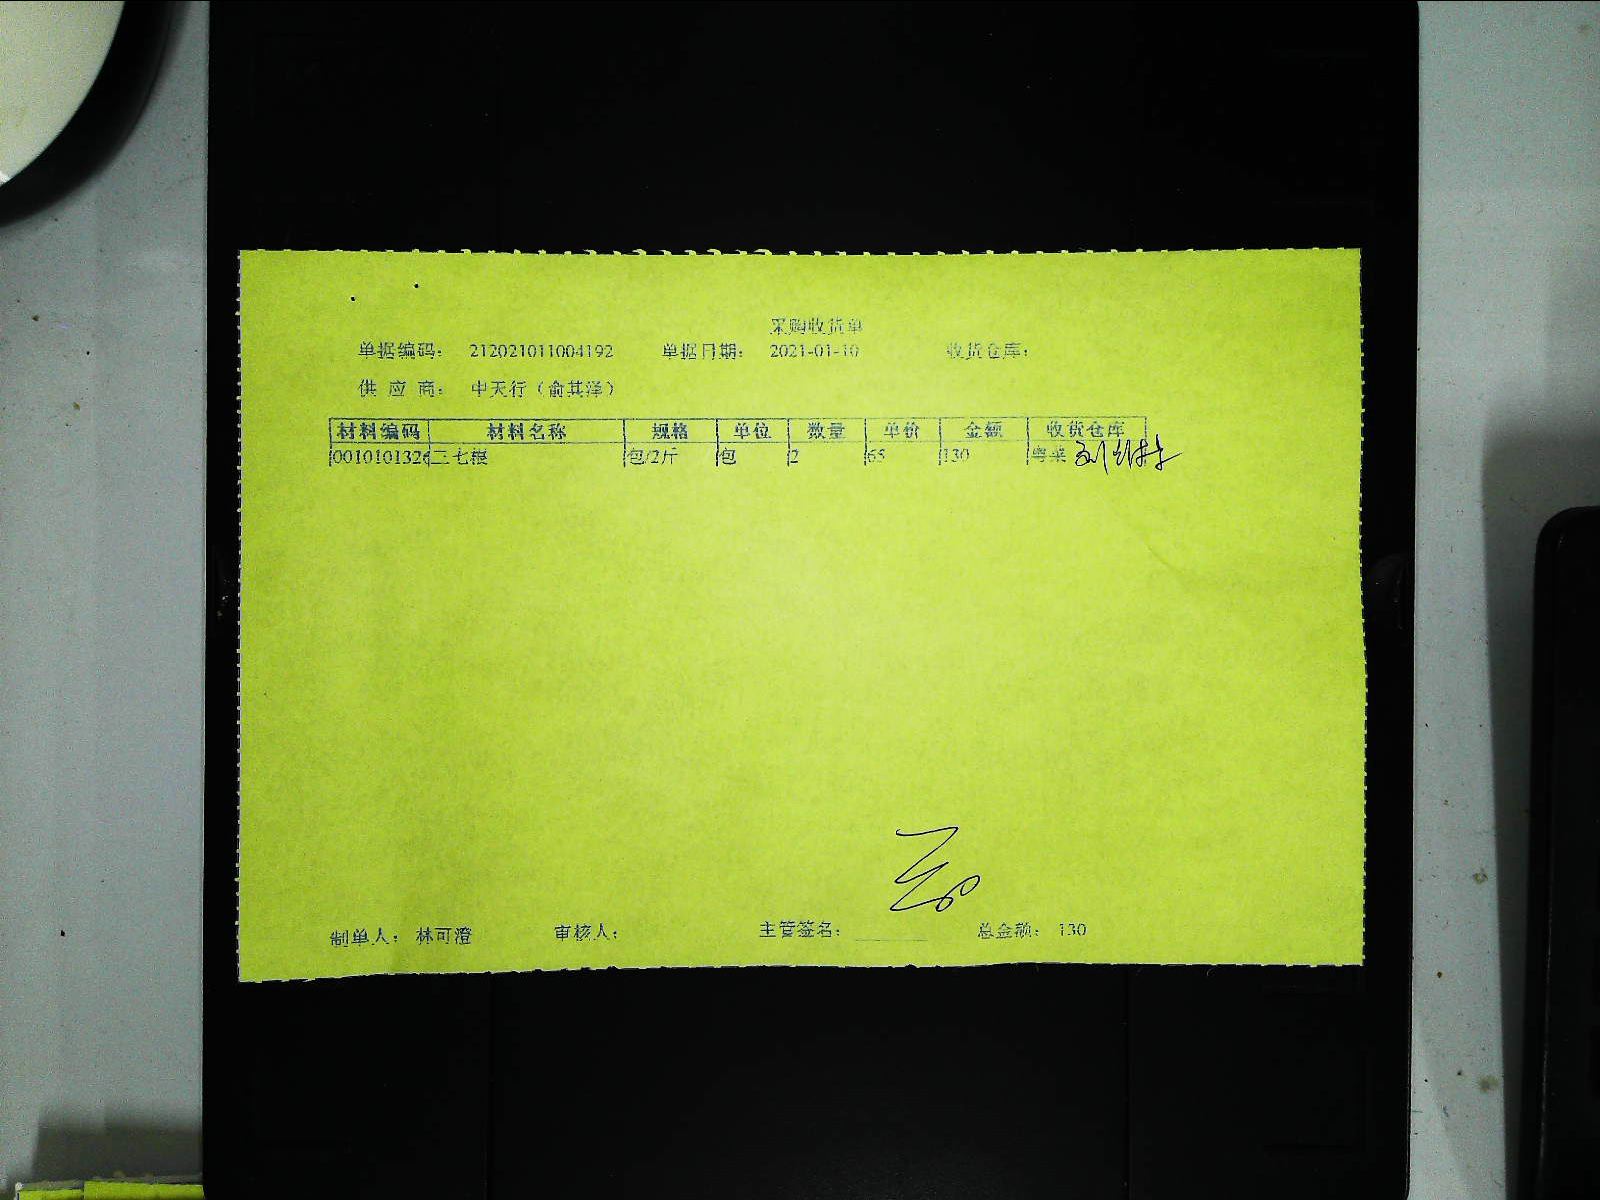 采购收货单
单据编码： 212021011004192 单据日期： 2021-01-10 收货仓库：
供 应 商： 中天行（俞其泽）
材料编码 材料名称 规格 单位 数量 单价 金额 收货仓库
0010101326 三七根 包/2斤 包 2 65 130 粤菜
制单人： 林可澄 审核人： 主管签名： 总金额： 130